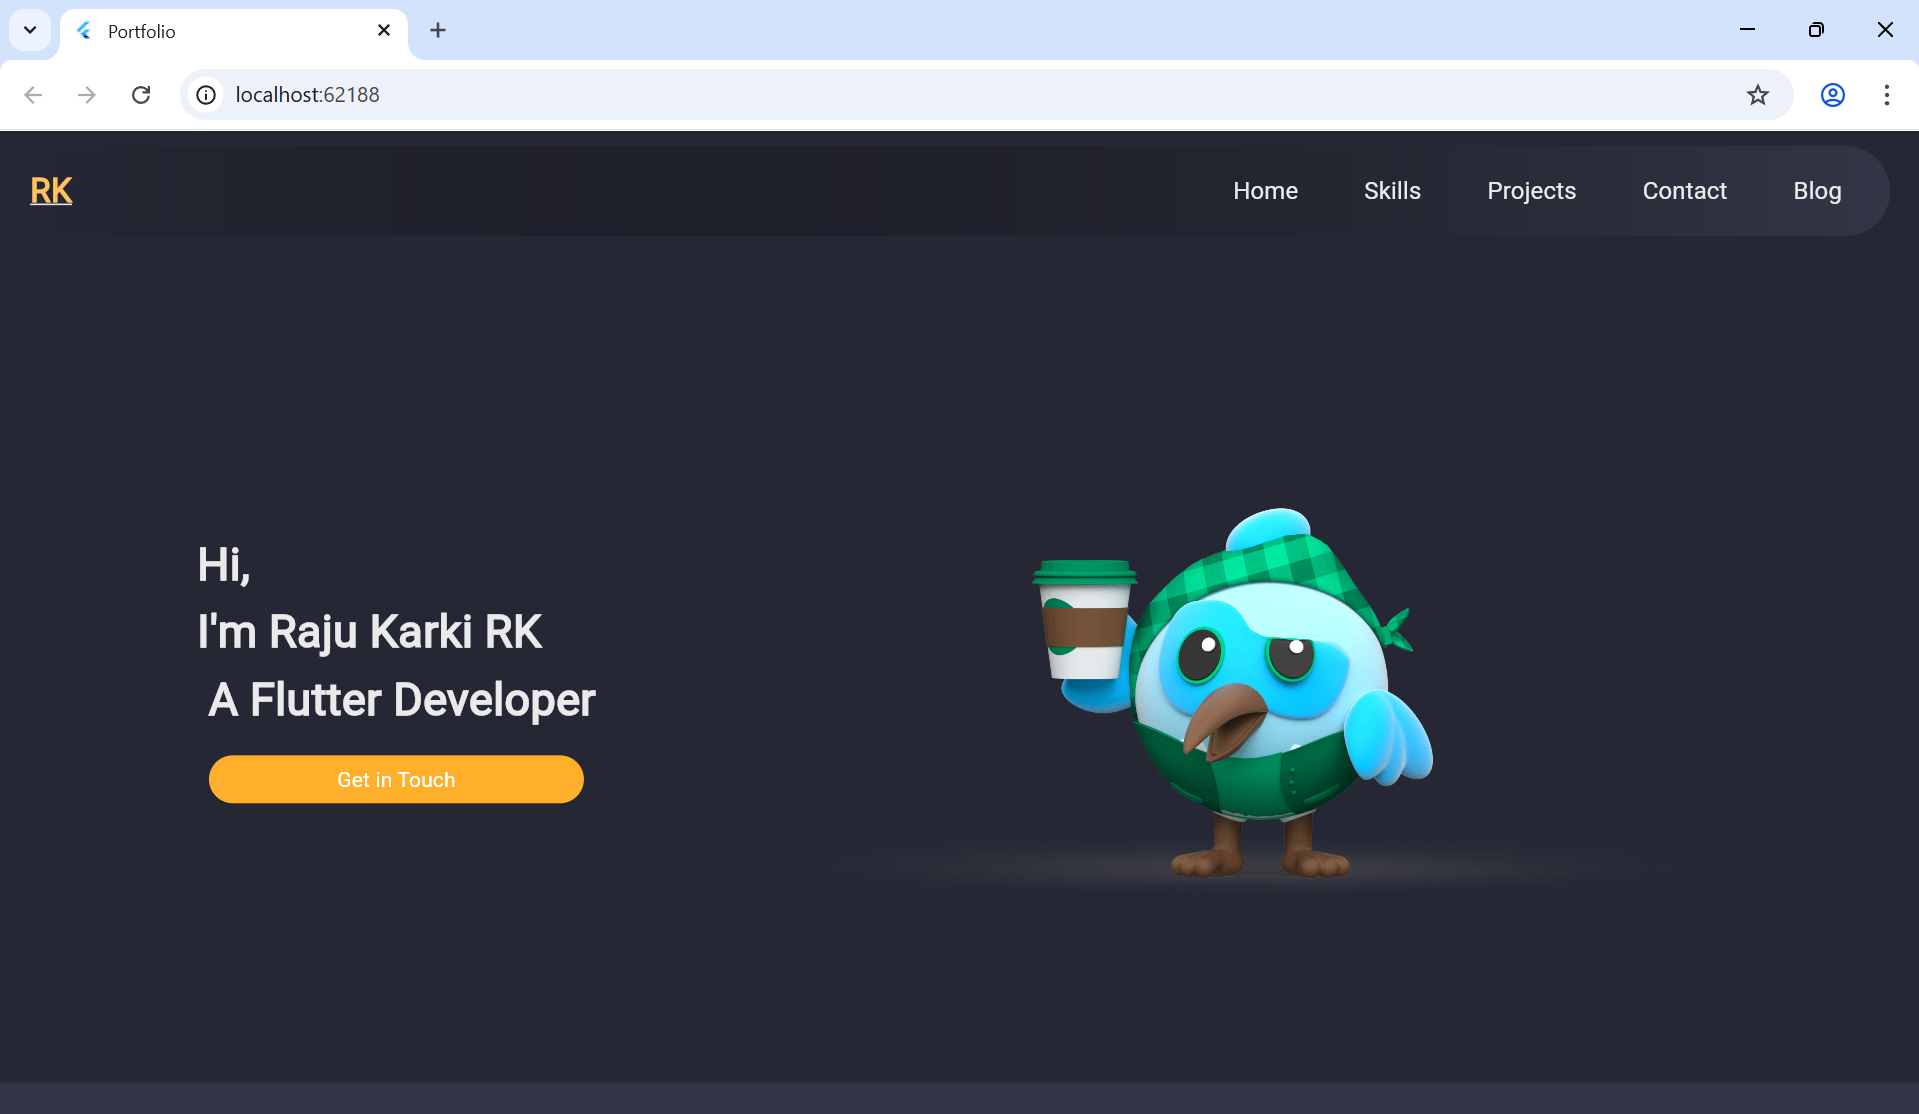 Portfolio
localhost:62188
RK
Home Skills Projects Contact Blog
Hi,
I'm Raju Karki RK
A Flutter Developer
Get in Touch